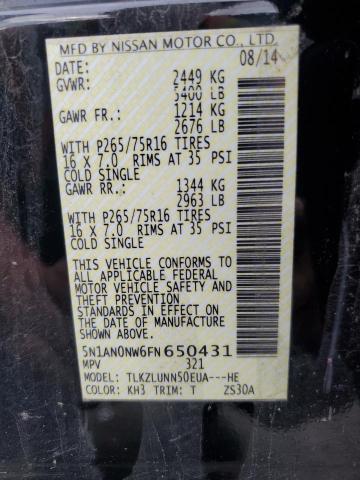 MFD BY NISSAN MOTOR CO., LTD.
DATE: 08/14
GVWR: 2449 KG
5400 LB
GAWR FR.: 1214 KG
2676 LB
WITH P265/75R16 TIRES
16 X 7.0 RIMS AT 35 PSI
COLD SINGLE
GAWR RR.: 1344 KG
2963 LB
WITH P265/75R16 TIRES
16 X 7.0 RIMS AT 35 PSI
COLD SINGLE
THIS VEHICLE CONFORMS TO
ALL APPLICABLE FEDERAL
MOTOR VEHICLE SAFETY AND
THEFT PREVENTION
STANDARDS IN EFFECT ON
THE DATE OF MANUFACTURE
SHOWN ABOVE.
5N1AN0NW6FN650431
MPV 321
MODEL: TLKZLUNN50EUA---HE
COLOR: KH3 TRIM: T ZS30A